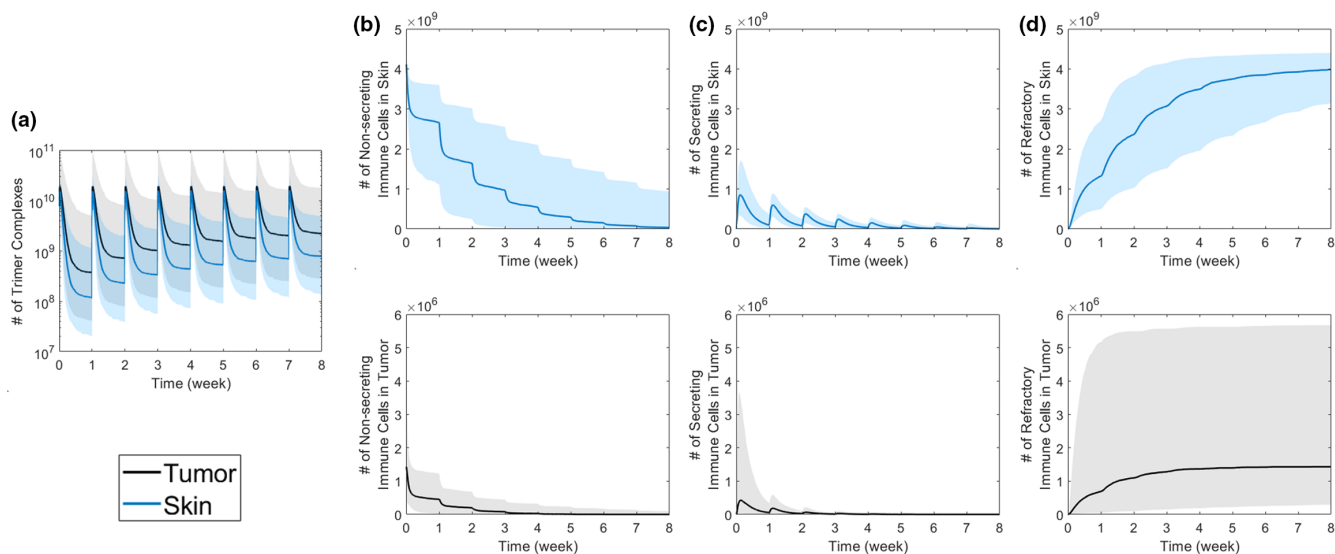 (a)
10^11
10^10
10^9
10^8
10^7
# of Trimer Complexes
0 1 2 3 4 5 6 7 8
Time (week)
Tumor
Skin
(b)
×10^9
5
4
3
2
1
0
# of Non-secreting
Immune Cells in Skin
0 1 2 3 4 5 6 7 8
Time (week)
×10^6
6
5
4
3
2
1
0
# of Non-secreting
Immune Cells in Tumor
0 1 2 3 4 5 6 7 8
Time (week)
(c)
×10^9
5
4
3
2
1
0
# of Secreting
Immune Cells in Skin
0 1 2 3 4 5 6 7 8
Time (week)
×10^6
6
5
4
3
2
1
0
# of Secreting
Immune Cells in Tumor
0 1 2 3 4 5 6 7 8
Time (week)
(d)
×10^9
5
4
3
2
1
0
# of Refractory
Immune Cells in Skin
0 1 2 3 4 5 6 7 8
Time (week)
×10^6
6
5
4
3
2
1
0
# of Refractory
Immune Cells in Tumor
0 1 2 3 4 5 6 7 8
Time (week)